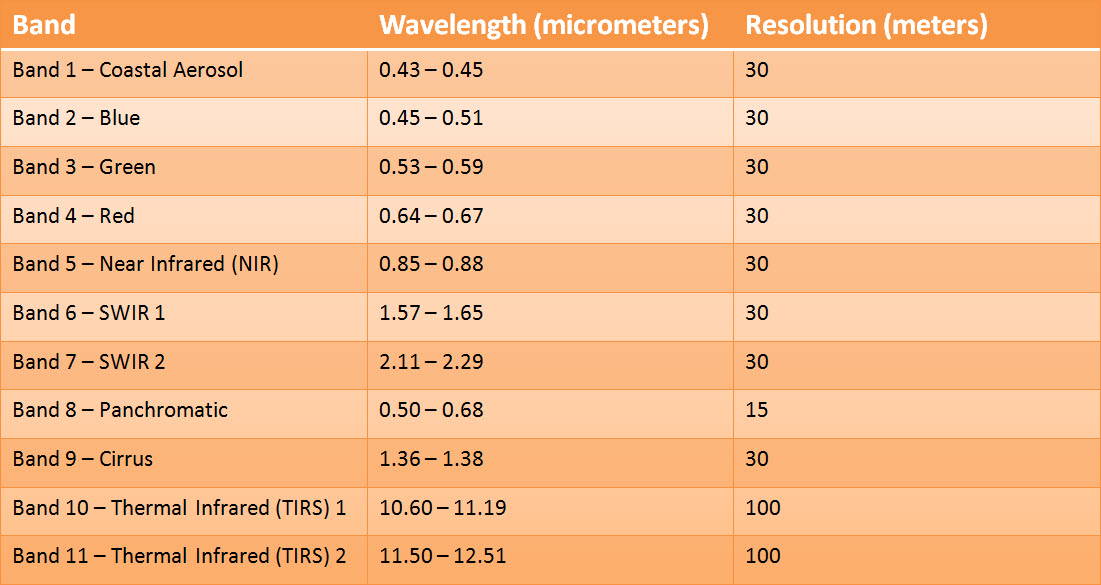 Band Wavelength (micrometers) Resolution (meters)
Band 1 – Coastal Aerosol 0.43 – 0.45 30
Band 2 – Blue 0.45 – 0.51 30
Band 3 – Green 0.53 – 0.59 30
Band 4 – Red 0.64 – 0.67 30
Band 5 – Near Infrared (NIR) 0.85 – 0.88 30
Band 6 – SWIR 1 1.57 – 1.65 30
Band 7 – SWIR 2 2.11 – 2.29 30
Band 8 – Panchromatic 0.50 – 0.68 15
Band 9 – Cirrus 1.36 – 1.38 30
Band 10 – Thermal Infrared (TIRS) 1 10.60 – 11.19 100
Band 11 – Thermal Infrared (TIRS) 2 11.50 – 12.51 100